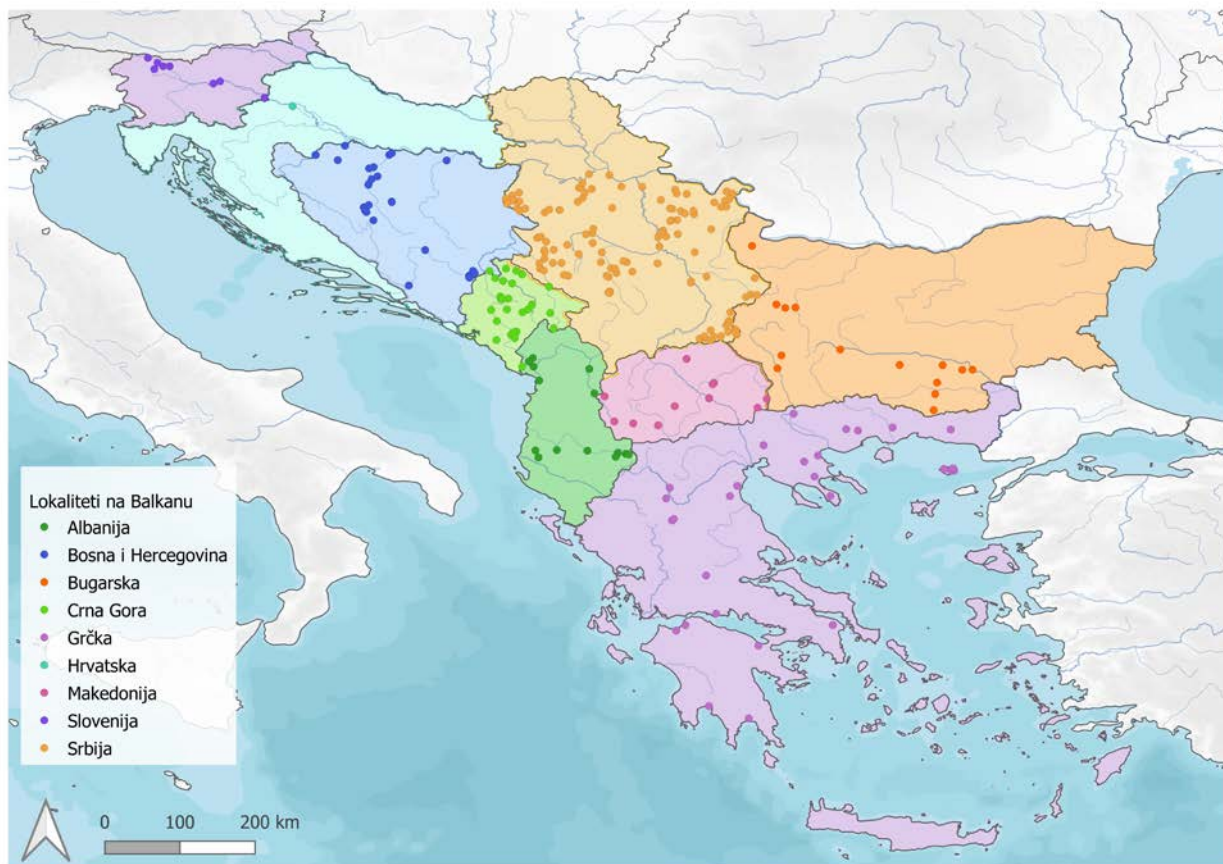 Lokaliteti na Balkanu
Albanija
Bosna i Hercegovina
Bugarska
Crna Gora
Grčka
Hrvatska
Makedonija
Slovenija
Srbija
0 100 200 km